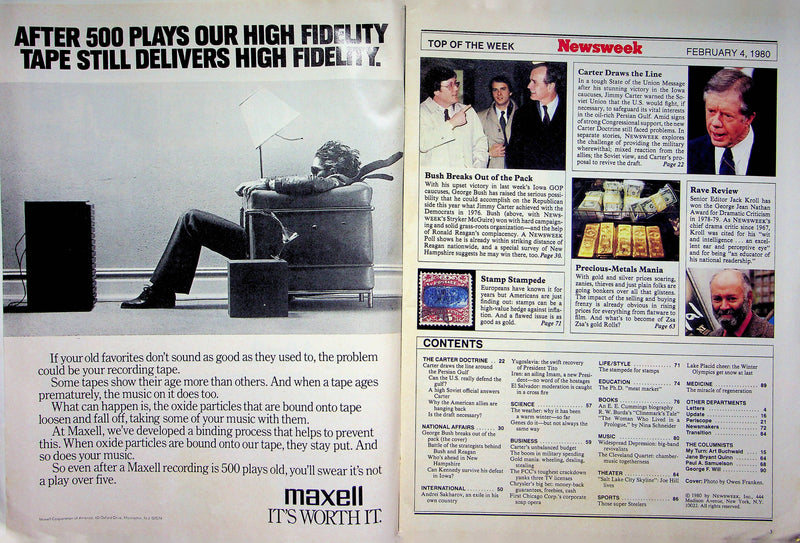 AFTER 500 PLAYS OUR HIGH FIDELITY
TAPE STILL DELIVERS HIGH FIDELITY.
If your old favorites don't sound as good as they used to, the problem
could be your recording tape.
Some tapes show their age more than others. And when a tape ages
prematurely, the music on it does too.
What can happen is, the oxide particles that are bound onto tape
loosen and fall off, taking some of your music with them.
At Maxell, we've developed a binding process that helps to prevent
this. When oxide particles are bound onto our tape, they stay put. And
so does your music.
So even after a Maxell recording is 500 plays old, you'll swear it's not
a play over five.
maxell
IT'S WORTH IT.
Maxell Corporation of America, 60 Oxford Drive, Moonachie, N.J. 07074
TOP OF THE WEEK
Newsweek
FEBRUARY 4, 1980
Bush Breaks Out of the Pack
With his upset victory in last week's Iowa GOP
caucuses, George Bush has raised the serious possi-
bility that he could accomplish on the Republican
side this year what Jimmy Carter achieved with the
Democrats in 1976. Bush (above, with NEWS-
WEEK'S Stryker McGuire) won with hard campaign-
ing and solid grass-roots organization—and the help
of Ronald Reagan's complacency. A NEWSWEEK
Poll shows he is already within striking distance of
Reagan nationwide, and a special survey of New
Hampshire suggests he may win there, too. Page 30.
Stamp Stampede
Europeans have known it for
years but Americans are just
finding out: stamps can be a
high-value hedge against infla-
tion. And a flawed issue is as
good as gold. Page 71
Carter Draws the Line
In a tough State of the Union Message
after his stunning victory in the Iowa
caucuses, Jimmy Carter warned the So-
viet Union that the U.S. would fight, if
necessary, to safeguard its vital interests
in the oil-rich Persian Gulf. Amid signs
of strong Congressional support, the new
Carter Doctrine still faced problems. In
separate stories, NEWSWEEK explores
the challenge of providing the military
wherewithal; mixed reaction from the
allies; the Soviet view, and Carter's pro-
posal to revive the draft. Page 22
Precious-Metals Mania
With gold and silver prices soaring,
zanies, thieves and just plain folks are
going bonkers over all that glistens.
The impact of the selling and buying
frenzy is already obvious in rising
prices for everything from flatware to
film. And what's to become of Zsa
Zsa's gold Rolls? Page 63
Rave Review
Senior Editor Jack Kroll has
won the George Jean Nathan
Award for Dramatic Criticism
in 1978-79. As NEWSWEEK's
chief drama critic since 1967,
Kroll was cited for his "wit
and intelligence . . . an excel-
lent ear and perceptive eye"
and for being "an educator of
his national readership."
CONTENTS
THE CARTER DOCTRINE . . 22
Carter draws the line around
the Persian Gulf
Can the U.S. really defend the
gulf?
A high Soviet official answers
Carter
Why the American allies are
hanging back
Is the draft necessary?
NATIONAL AFFAIRS 30
George Bush breaks out of the
pack (the cover)
Battle of the strategists behind
Bush and Reagan
Who's ahead in New
Hampshire
Can Kennedy survive his defeat
in Iowa?
INTERNATIONAL 50
Andrei Sakharov, an exile in his
own country
Yugoslavia: the swift recovery
of President Tito
Iran: an ailing Imam, a new Presi-
dent—no word of the hostages
El Salvador: moderation is caught
in a cross fire
SCIENCE 57
The weather: why it has been
a warm winter—so far
Genes do it—but not always the
same way
BUSINESS 59
Carter's unbalanced budget
The boom in military spending
Gold mania: wheeling, dealing,
stealing
The FCC's toughest crackdown
yanks three TV licenses
Chrysler's big bet: money-back
guarantees, freebies, cash
First Chicago Corp.'s corporate
soap opera
LIFE/STYLE 71
The stampede for stamps
EDUCATION 74
The Ph.D. "meat market"
BOOKS 76
An E. E. Cummings biography
R. W. Burda's "Clinemark's Tale"
"The Woman Who Lived in a
Prologue," by Nina Schneider
MUSIC 80
Widespread Depression: big-band
revivalists
The Cleveland Quartet: chamber-
music togetherness
THEATER 84
"Salt Lake City Skyline": Joe Hill
lives
SPORTS 86
Those super Steelers
Lake Placid cheer: the Winter
Olympics get snow at last
MEDICINE 89
The miracle of regeneration
OTHER DEPARTMENTS
Letters 4
Update 16
Periscope 21
Newsmakers 72
Transition 64
THE COLUMNISTS
My Turn: Art Buchwald 15
Jane Bryant Quinn 64
Paul A. Samuelson 68
George F. Will 90
Cover: Photo by Owen Franken.
© 1980 by NEWSWEEK, INC., 444
Madison Avenue, New York, N.Y.
10022. All rights reserved.
3